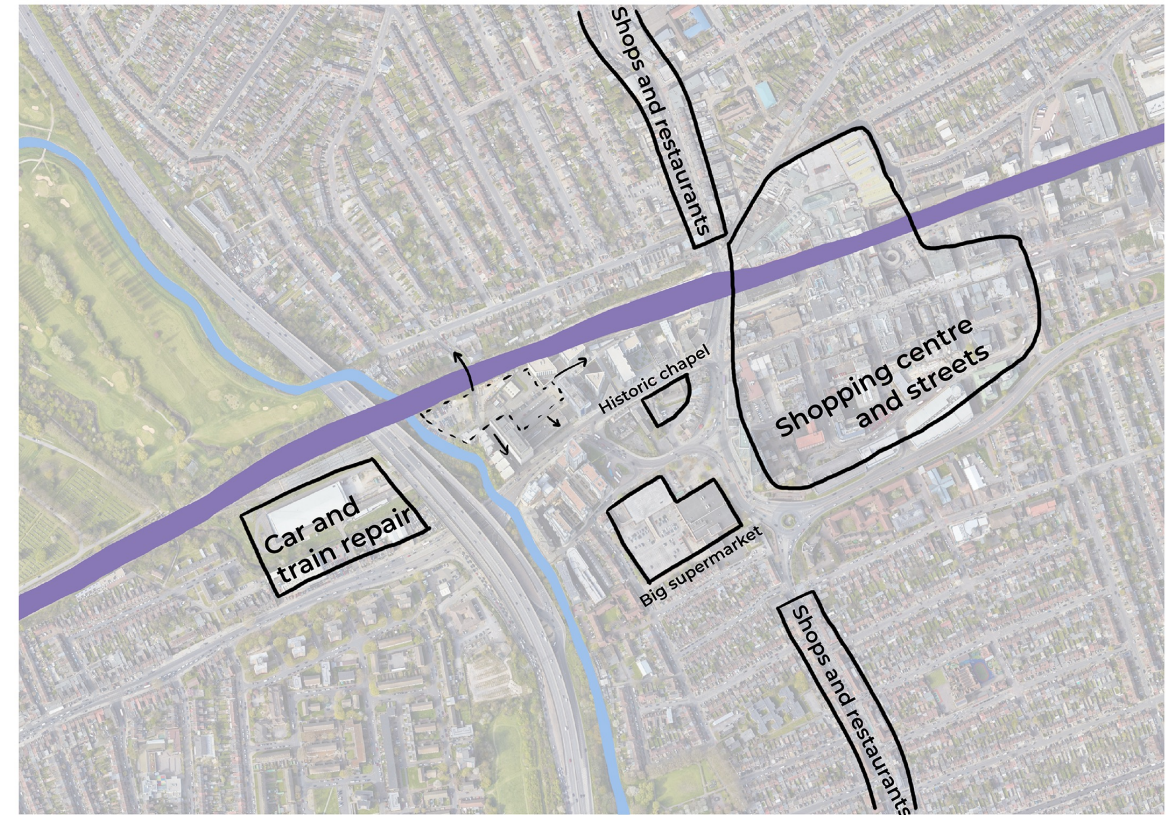 Shops and restaurants
Historic chapel
Shopping centre
and streets
Car and
train repair
Big supermarket
Shops and restaurants